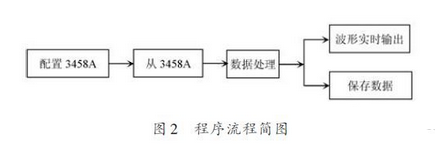 配置 3458A
从 3458A
数据处理
波形实时输出
保存数据
图 2 程序流程简图